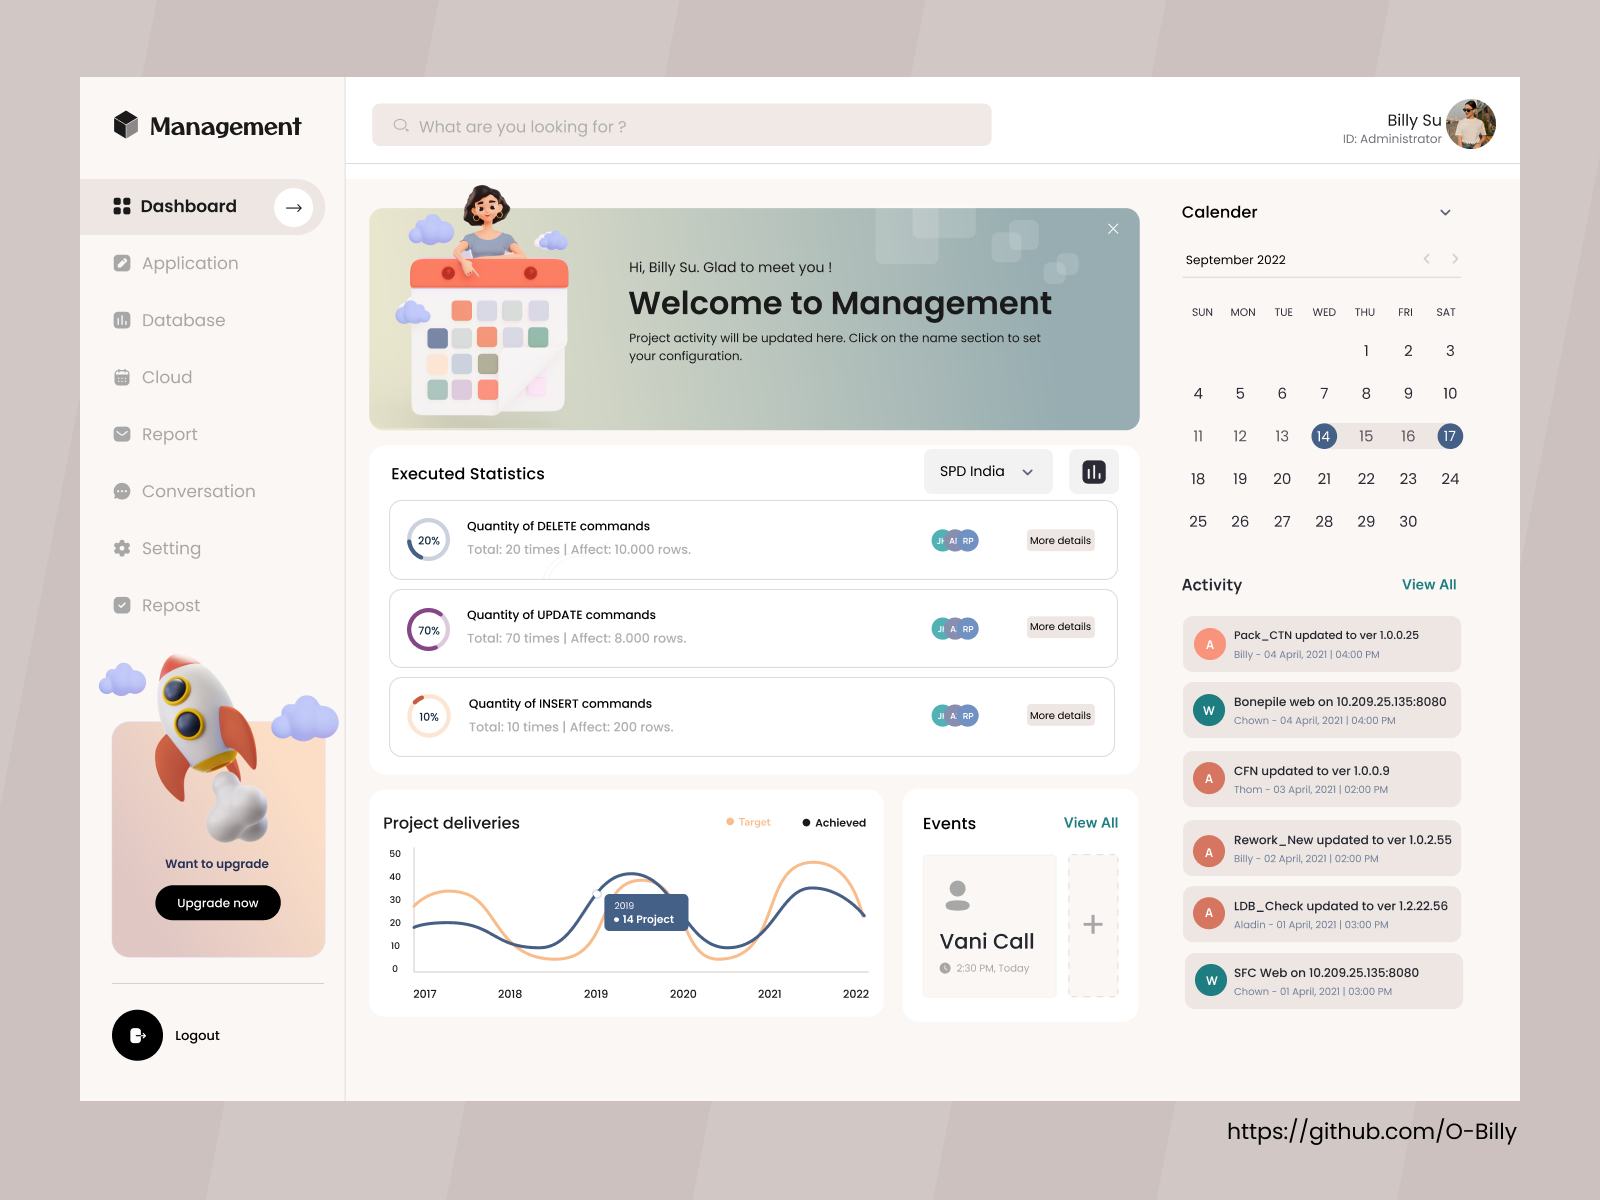 Management
Dashboard
Application
Database
Cloud
Report
Conversation
Setting
Repost
Want to upgrade
Upgrade now
Logout
What are you looking for ?
Billy Su
ID: Administrator
Hi, Billy Su. Glad to meet you !
Welcome to Management
Project activity will be updated here. Click on the name section to set
your configuration.
Executed Statistics
SPD India
20%
Quantity of DELETE commands
Total: 20 times | Affect: 10.000 rows.
RP
More details
70%
Quantity of UPDATE commands
Total: 70 times | Affect: 8.000 rows.
RP
More details
10%
Quantity of INSERT commands
Total: 10 times | Affect: 200 rows.
RP
More details
Project deliveries
Target
Achieved
50
40
30
20
10
0
2019
14 Project
2017 2018 2019 2020 2021 2022
Events
View All
Vani Call
2:30 PM, Today
Calender
September 2022
SUN MON TUE WED THU FRI SAT
1 2 3
4 5 6 7 8 9 10
11 12 13 14 15 16 17
18 19 20 21 22 23 24
25 26 27 28 29 30
Activity
View All
A
Pack_CTN updated to ver 1.0.0.25
Billy - 04 April, 2021 | 04:00 PM
W
Bonepile web on 10.209.25.135:8080
Chown - 04 April, 2021 | 04:00 PM
A
CFN updated to ver 1.0.0.9
Thom - 03 April, 2021 | 02:00 PM
A
Rework_New updated to ver 1.0.2.55
Billy - 02 April, 2021 | 02:00 PM
A
LDB_Check updated to ver 1.2.22.56
Aladin - 01 April, 2021 | 03:00 PM
W
SFC Web on 10.209.25.135:8080
Chown - 01 April, 2021 | 03:00 PM
https://github.com/O-Billy